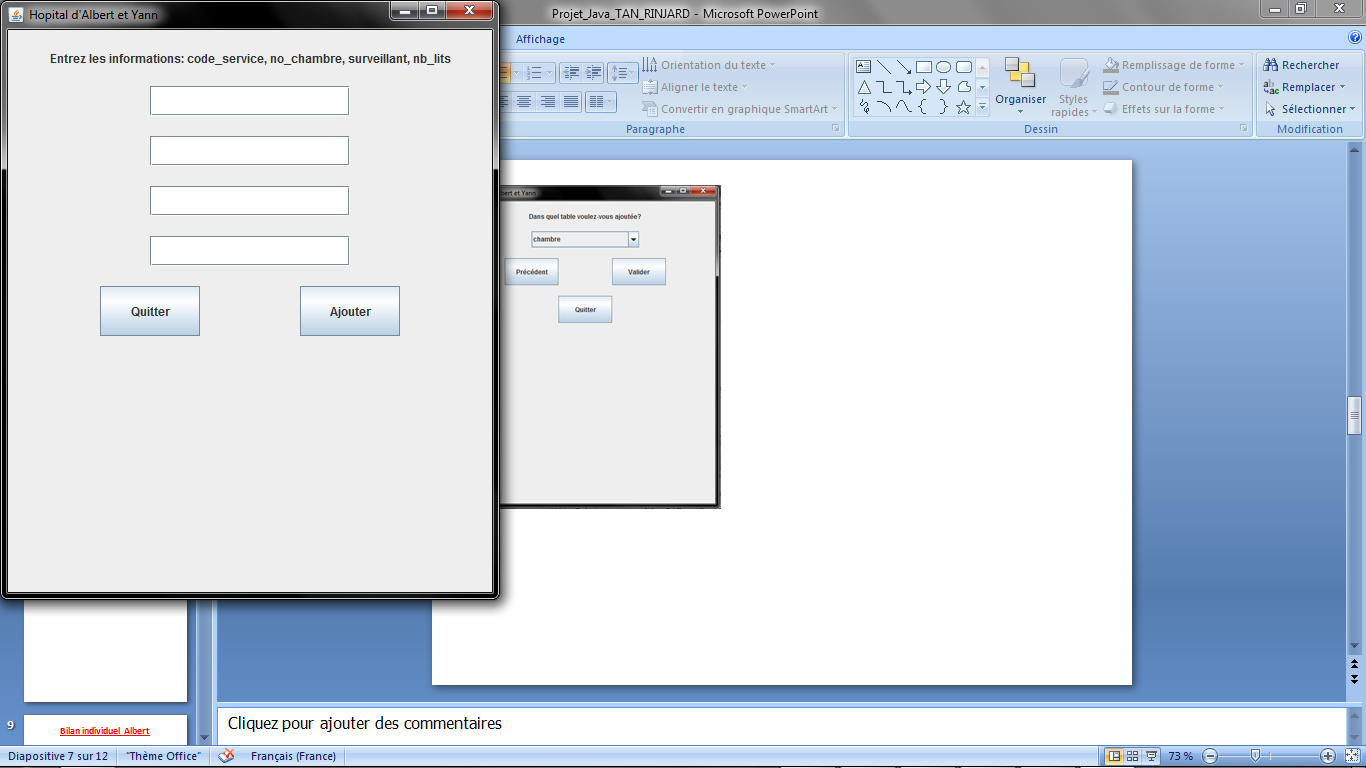 Hopital d'Albert et Yann
Entrez les informations: code_service, no_chambre, surveillant, nb_lits
Quitter
Ajouter
Projet_Java_TAN_RINJARD - Microsoft PowerPoint
Affichage
Orientation du texte
Aligner le texte
Convertir en graphique SmartArt
Paragraphe
Organiser
Styles
rapides
Remplissage de forme
Contour de forme
Effets sur la forme
Dessin
Rechercher
Remplacer
Sélectionner
Modification
bert et Yann
Dans quel table voulez-vous ajoutée?
chambre
Précédent
Valider
Quitter
9
Bilan individuel Albert
Cliquez pour ajouter des commentaires
Diapositive 7 sur 12
"Thème Office"
Français (France)
73 %